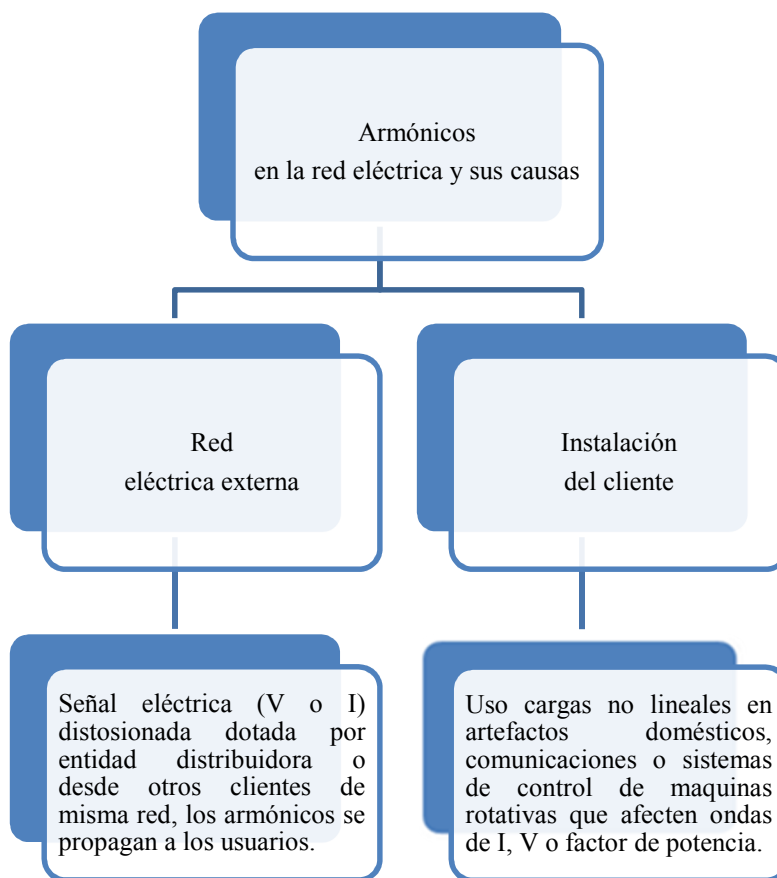 Armónicos
en la red eléctrica y sus causas
Red
eléctrica externa
Instalación
del cliente
Señal eléctrica (V o I)
distosionada dotada por
entidad distribuidora o
desde otros clientes de
misma red, los armónicos se
propagan a los usuarios.
Uso cargas no lineales en
artefactos domésticos,
comunicaciones o sistemas
de control de maquinas
rotativas que afecten ondas
de I, V o factor de potencia.